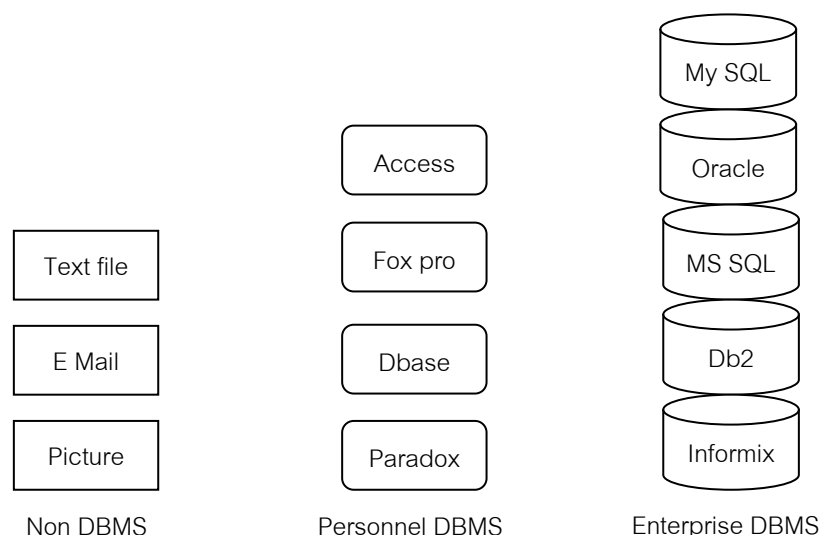 Text file
E Mail
Picture
Non DBMS
Access
Fox pro
Dbase
Paradox
Personnel DBMS
My SQL
Oracle
MS SQL
Db2
Informix
Enterprise DBMS